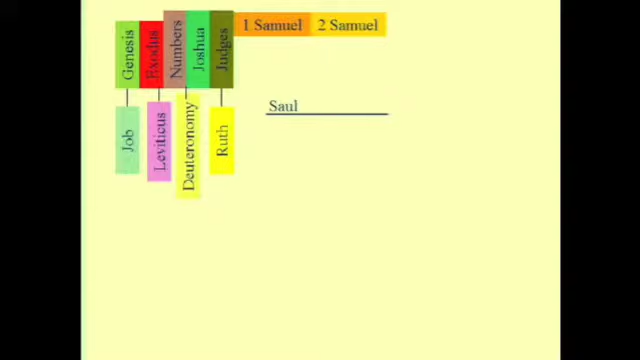 Genesis
Exodus
Numbers
Joshua
Judges
1 Samuel
2 Samuel
Job
Leviticus
Deuteronomy
Ruth
Saul